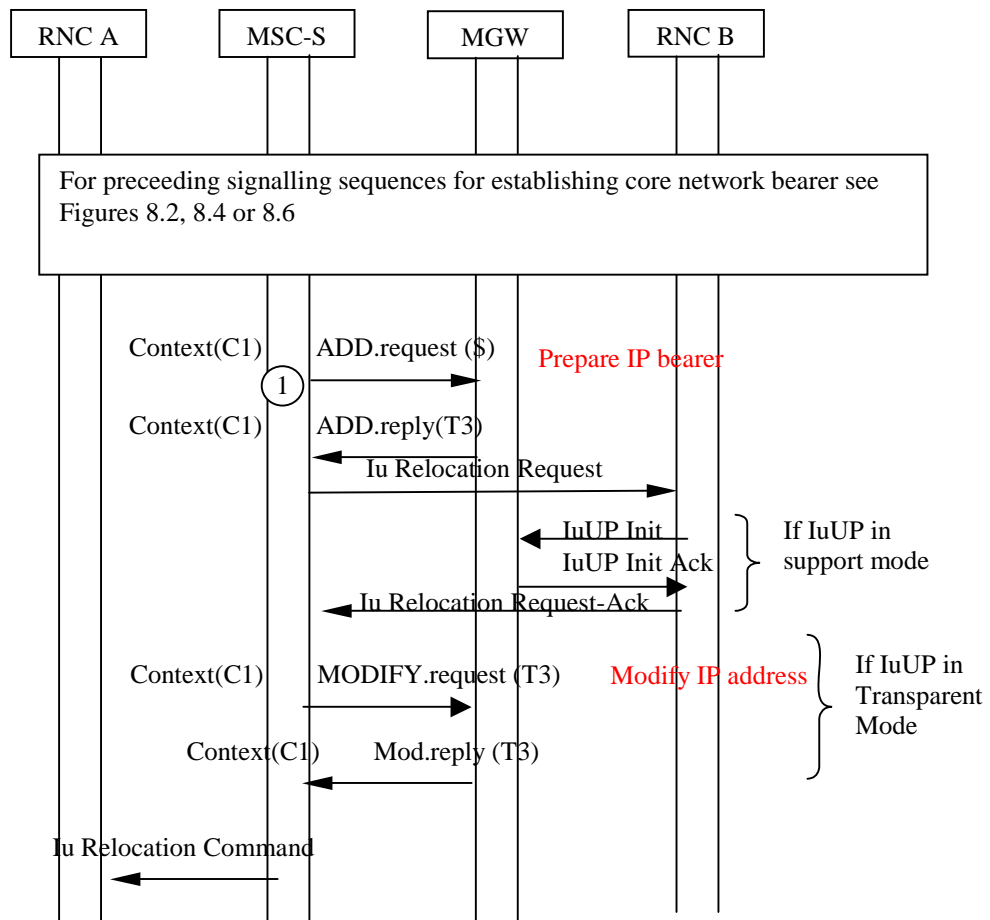 RNC A
MSC-S
MGW
RNC B
For preceeding signalling sequences for establishing core network bearer see
Figures 8.2, 8.4 or 8.6
Context(C1)
ADD.request ($)
Prepare IP bearer
1
Context(C1)
ADD.reply(T3)
Iu Relocation Request
IuUP Init
If IuUP in
support mode
IuUP Init Ack
Iu Relocation Request-Ack
Context(C1)
MODIFY.request (T3)
Modify IP address
If IuUP in
Transparent
Mode
Context(C1)
Mod.reply (T3)
Iu Relocation Command